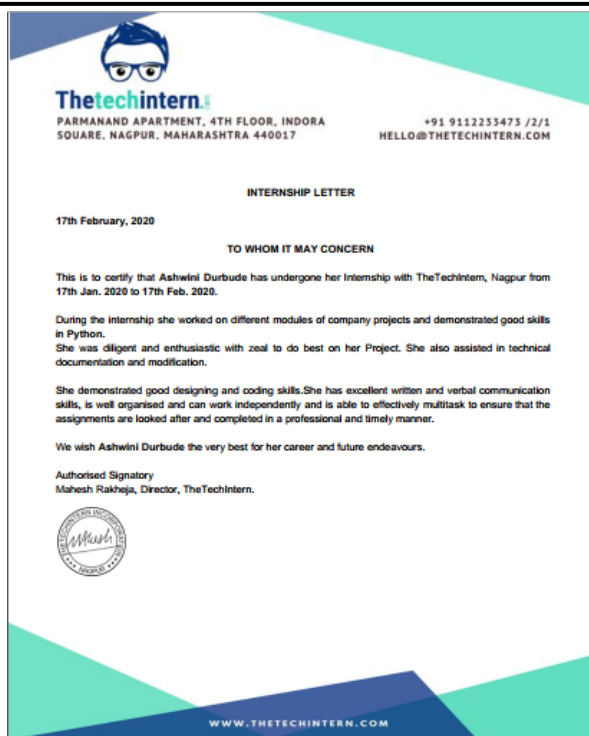 Thetechintern.com
PARMANAND APARTMENT, 4TH FLOOR, INDORA
SQUARE, NAGPUR, MAHARASHTRA 440017
+91 9112233473 /2/1
HELLO@THETECHINTERN.COM
INTERNSHIP LETTER
17th February, 2020
TO WHOM IT MAY CONCERN
This is to certify that Ashwini Durbude has undergone her Internship with TheTechIntern, Nagpur from
17th Jan. 2020 to 17th Feb. 2020.
During the internship she worked on different modules of company projects and demonstrated good skills
in Python.
She was diligent and enthusiastic with zeal to do best on her Project. She also assisted in technical
documentation and modification.
She demonstrated good designing and coding skills.She has excellent written and verbal communication
skills, is well organised and can work independently and is able to effectively multitask to ensure that the
assignments are looked after and completed in a professional and timely manner.
We wish Ashwini Durbude the very best for her career and future endeavours.
Authorised Signatory
Mahesh Rakheja, Director, TheTechIntern.
THETECHINTERN INCORPORATION
NAGPUR
WWW.THETECHINTERN.COM